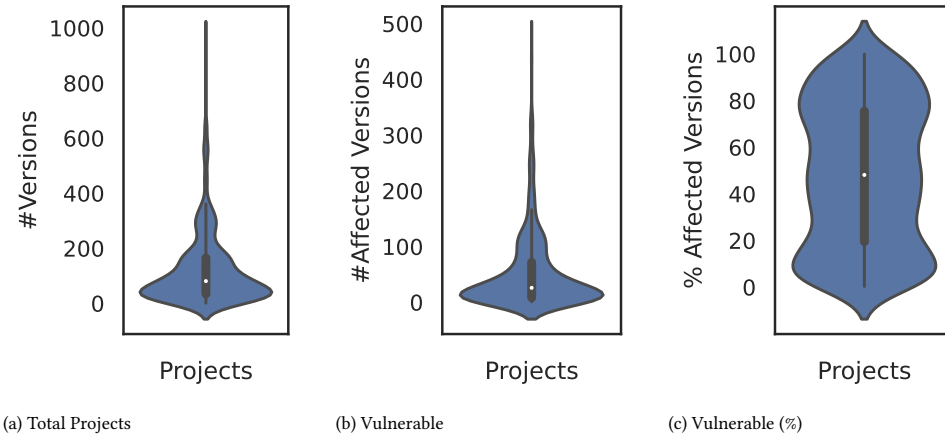 #Versions
1000
800
600
400
200
0
Projects
(a) Total Projects
#Affected Versions
500
400
300
200
100
0
Projects
(b) Vulnerable
% Affected Versions
100
80
60
40
20
0
Projects
(c) Vulnerable (%)